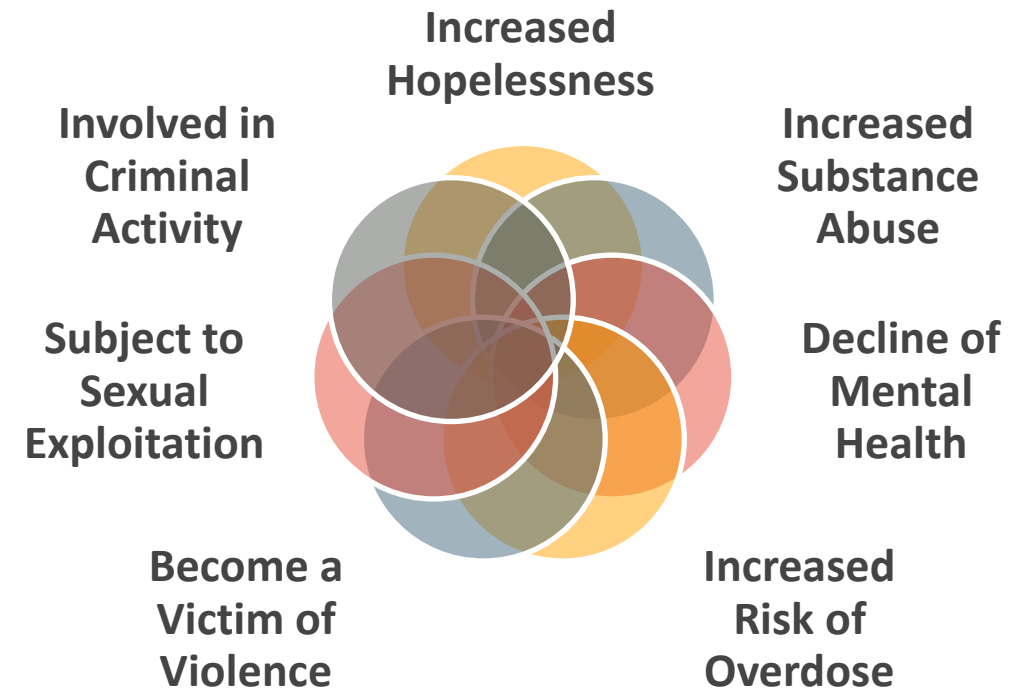 Increased
Hopelessness
Increased
Substance
Abuse
Decline of
Mental
Health
Increased
Risk of
Overdose
Become a
Victim of
Violence
Subject to
Sexual
Exploitation
Involved in
Criminal
Activity